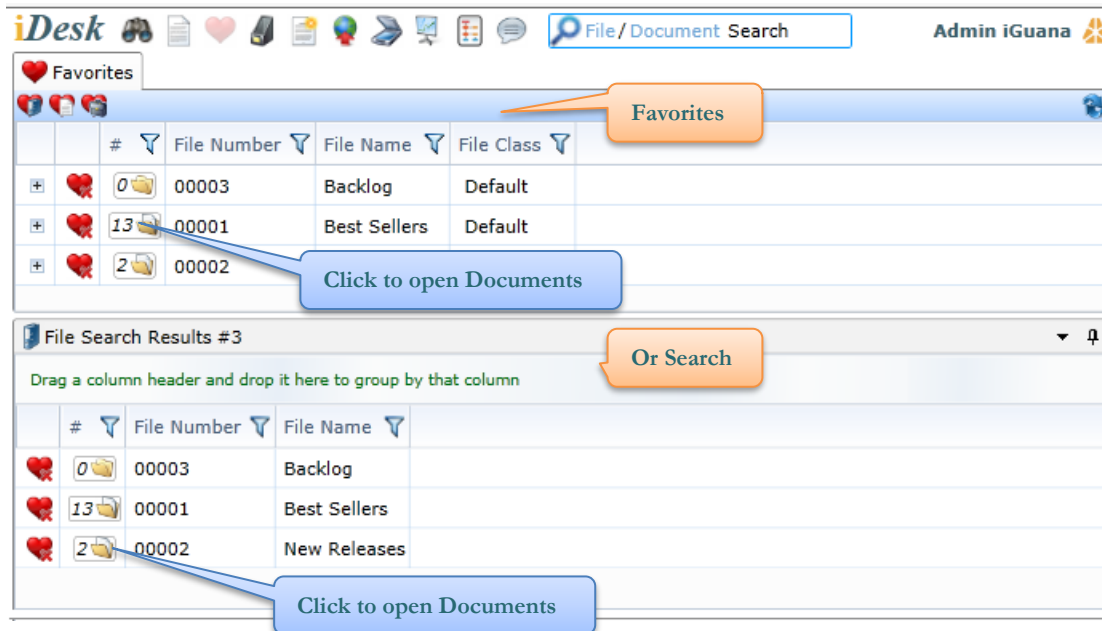 iDesk File/Document Search Admin iGuana
Favorites
Favorites
# File Number File Name File Class
0 00003 Backlog Default
13 00001 Best Sellers Default
2 00002
Click to open Documents
File Search Results #3
Or Search
Drag a column header and drop it here to group by that column
# File Number File Name
0 00003 Backlog
13 00001 Best Sellers
2 00002 New Releases
Click to open Documents